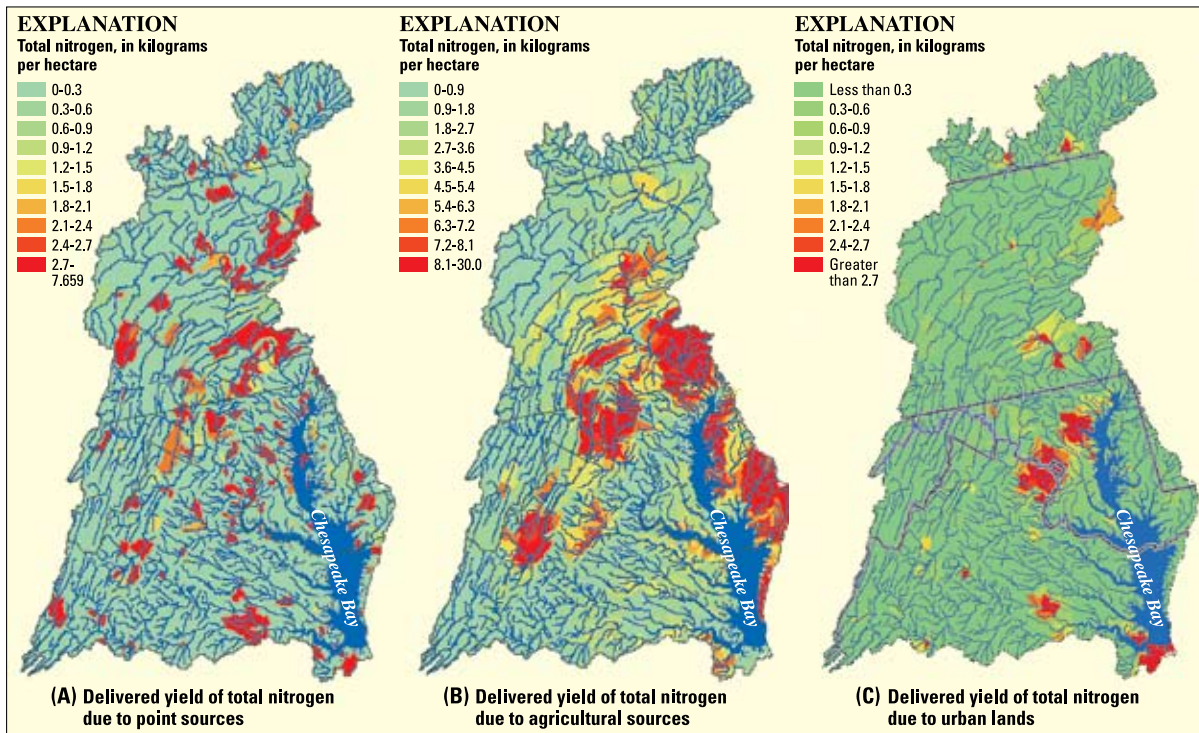 EXPLANATION
Total nitrogen, in kilograms
per hectare
0-0.3
0.3-0.6
0.6-0.9
0.9-1.2
1.2-1.5
1.5-1.8
1.8-2.1
2.1-2.4
2.4-2.7
2.7-
7.659
Chesapeake Bay
(A) Delivered yield of total nitrogen
due to point sources
EXPLANATION
Total nitrogen, in kilograms
per hectare
0-0.9
0.9-1.8
1.8-2.7
2.7-3.6
3.6-4.5
4.5-5.4
5.4-6.3
6.3-7.2
7.2-8.1
8.1-30.0
Chesapeake Bay
(B) Delivered yield of total nitrogen
due to agricultural sources
EXPLANATION
Total nitrogen, in kilograms
per hectare
Less than 0.3
0.3-0.6
0.6-0.9
0.9-1.2
1.2-1.5
1.5-1.8
1.8-2.1
2.1-2.4
2.4-2.7
Greater
than 2.7
Chesapeake Bay
(C) Delivered yield of total nitrogen
due to urban lands